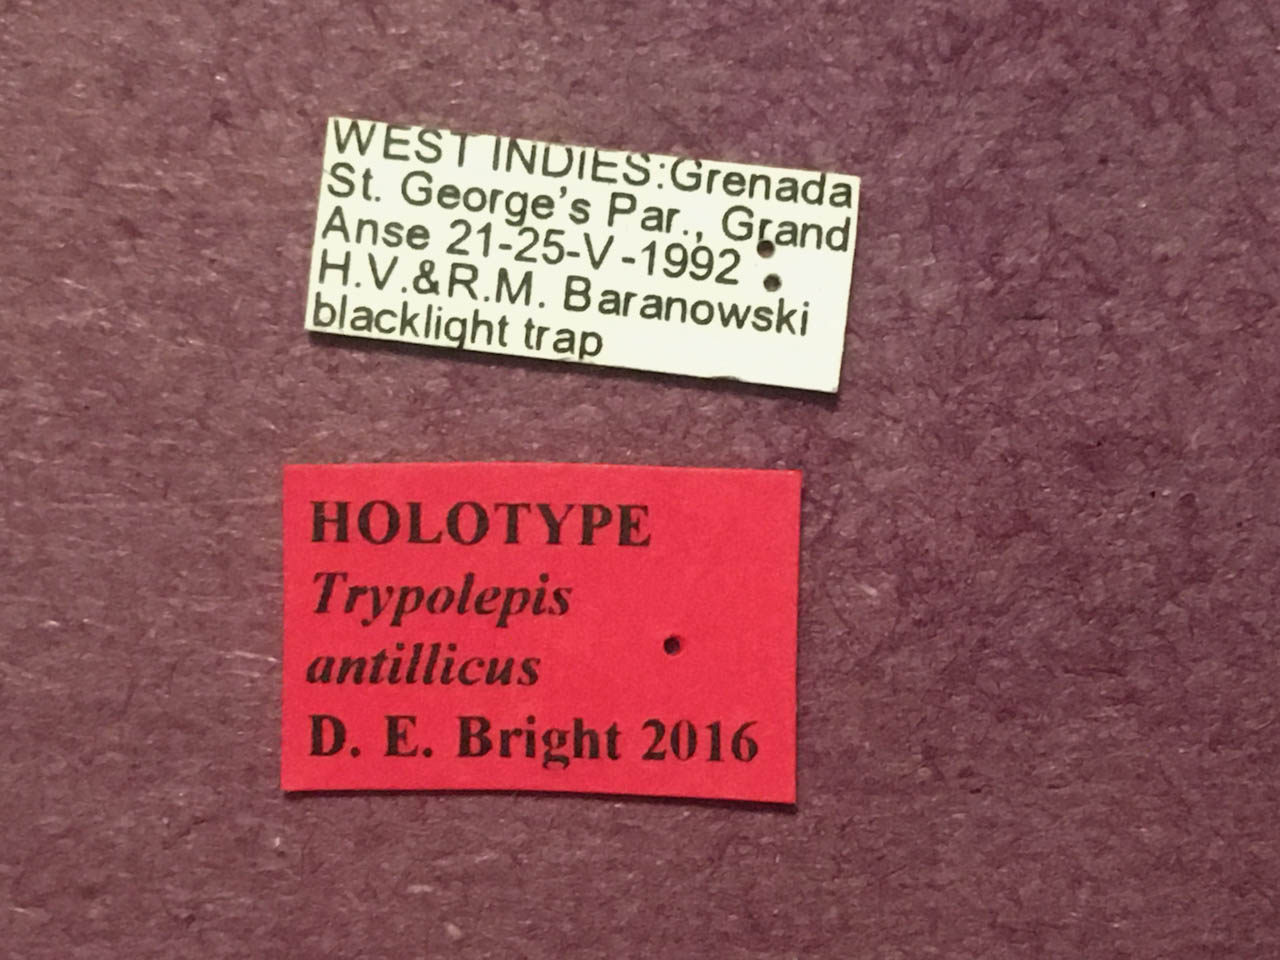 WEST INDIES:Grenada
St. George's Par., Grand
Anse 21-25-V-1992
H.V.&R.M. Baranowski
blacklight trap
HOLOTYPE
Trypolepis
antillicus
D. E. Bright 2016